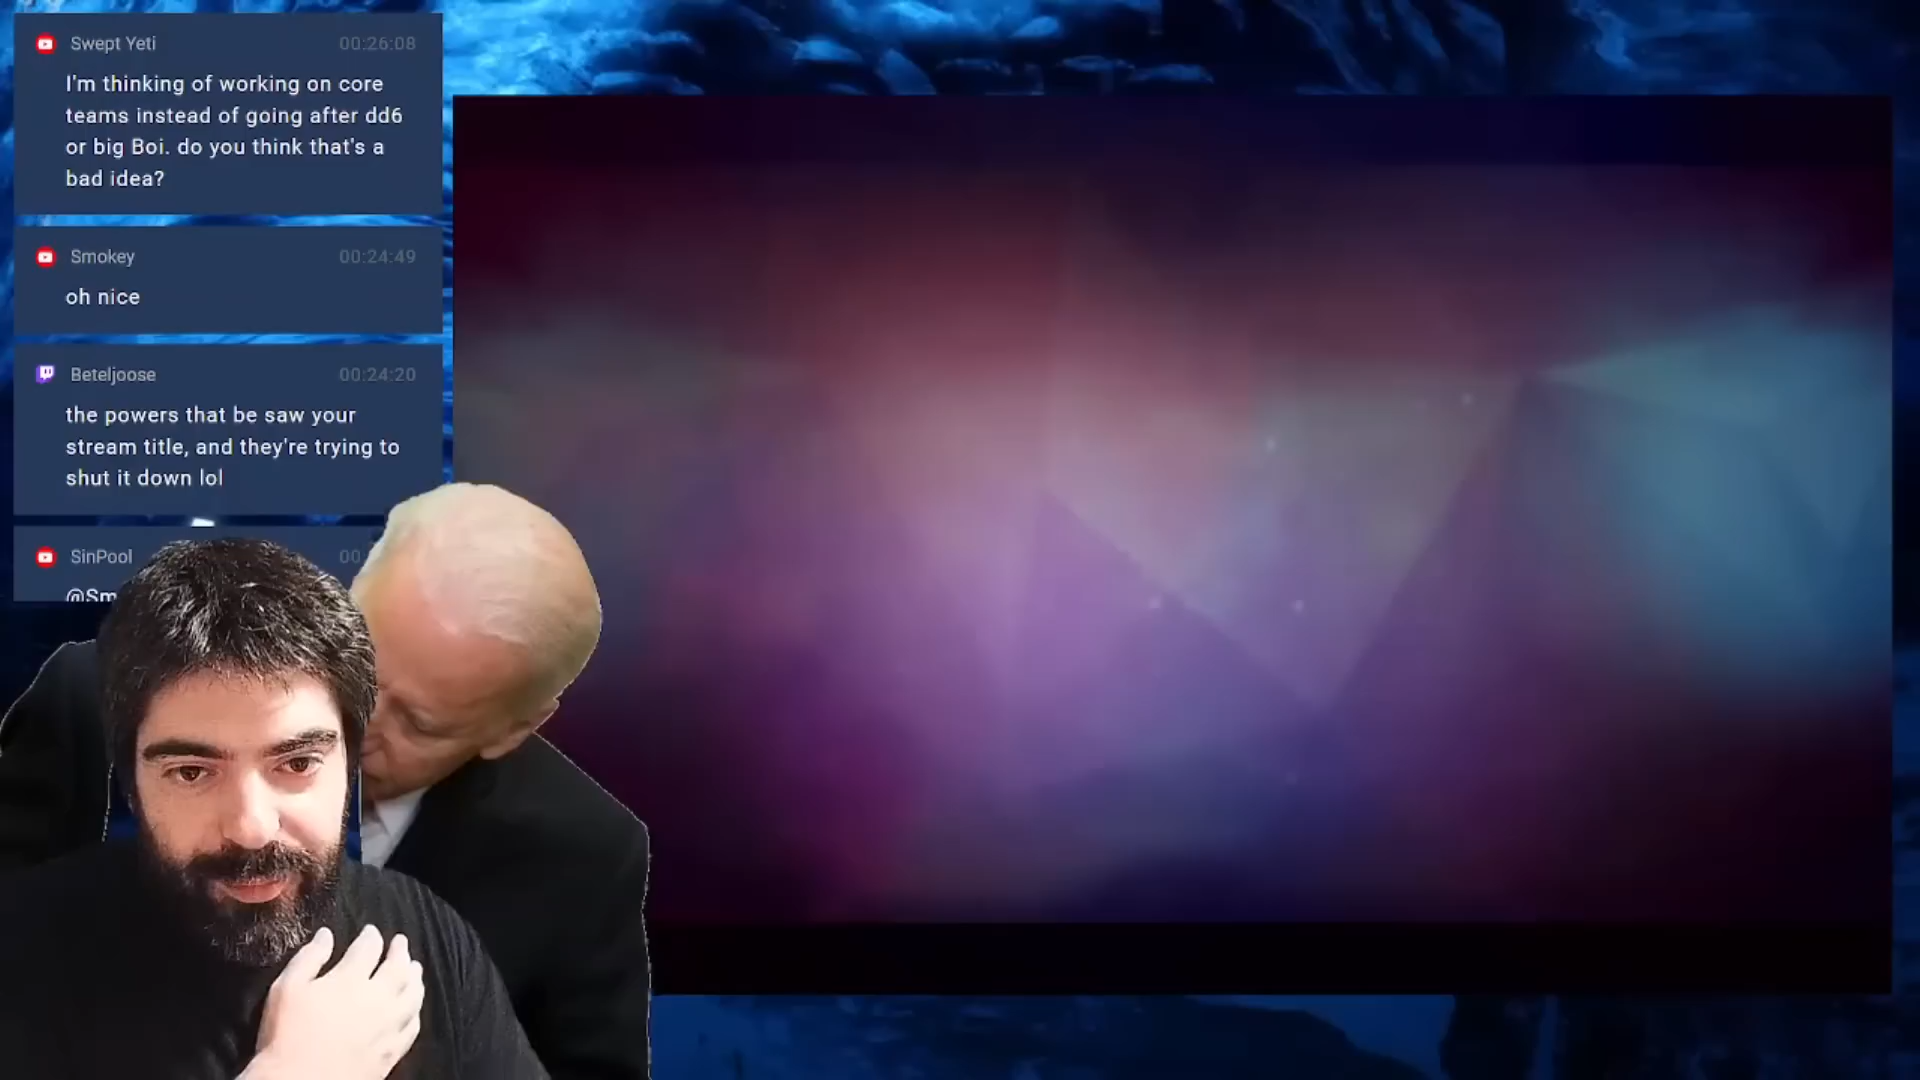 Swept Yeti 00:26:08
I'm thinking of working on core
teams instead of going after dd6
or big Boi. do you think that's a
bad idea?
Smokey 00:24:49
oh nice
Beteljoose 00:24:20
the powers that be saw your
stream title, and they're trying to
shut it down lol
SinPool 00
@Sm